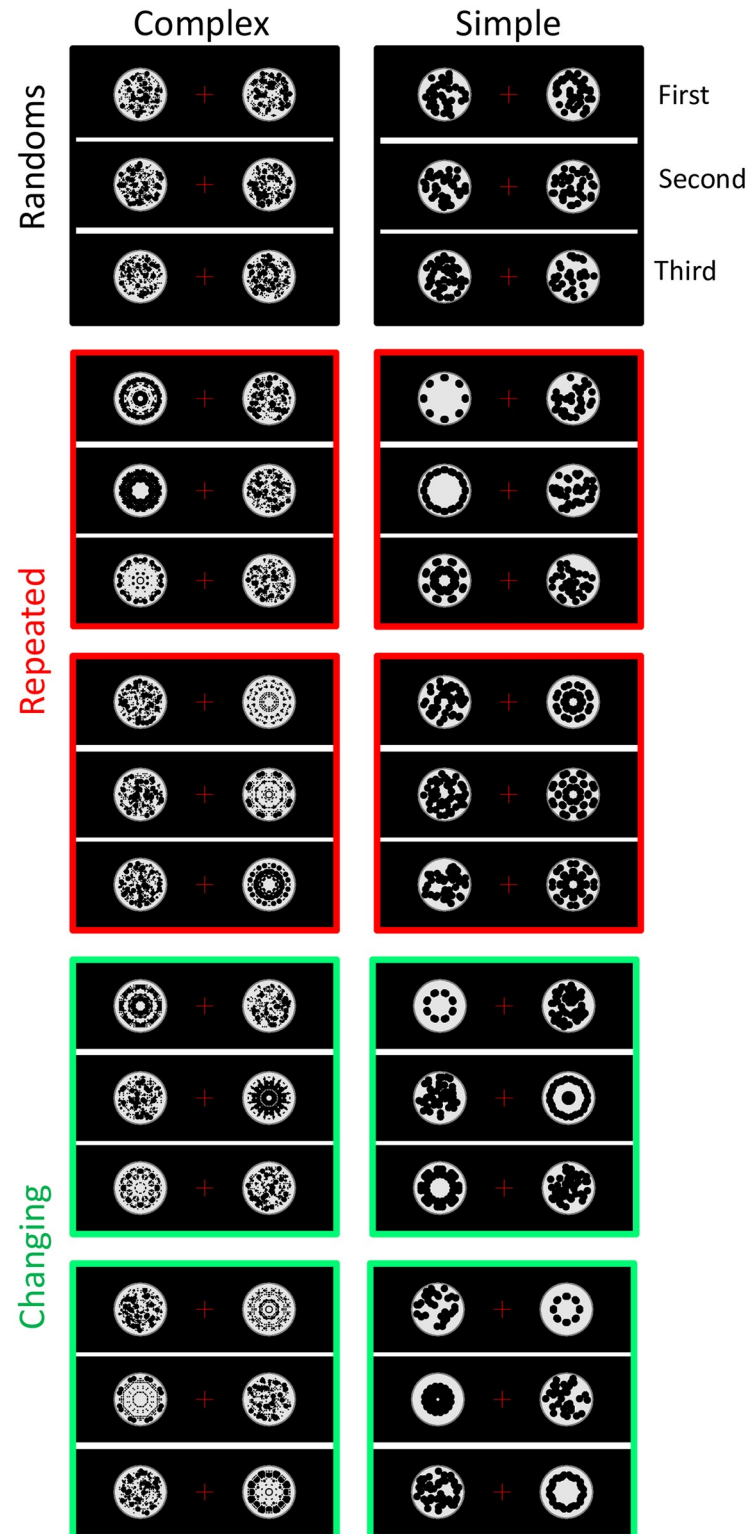 Complex Simple
Randoms
First
Second
Third
Repeated
Changing